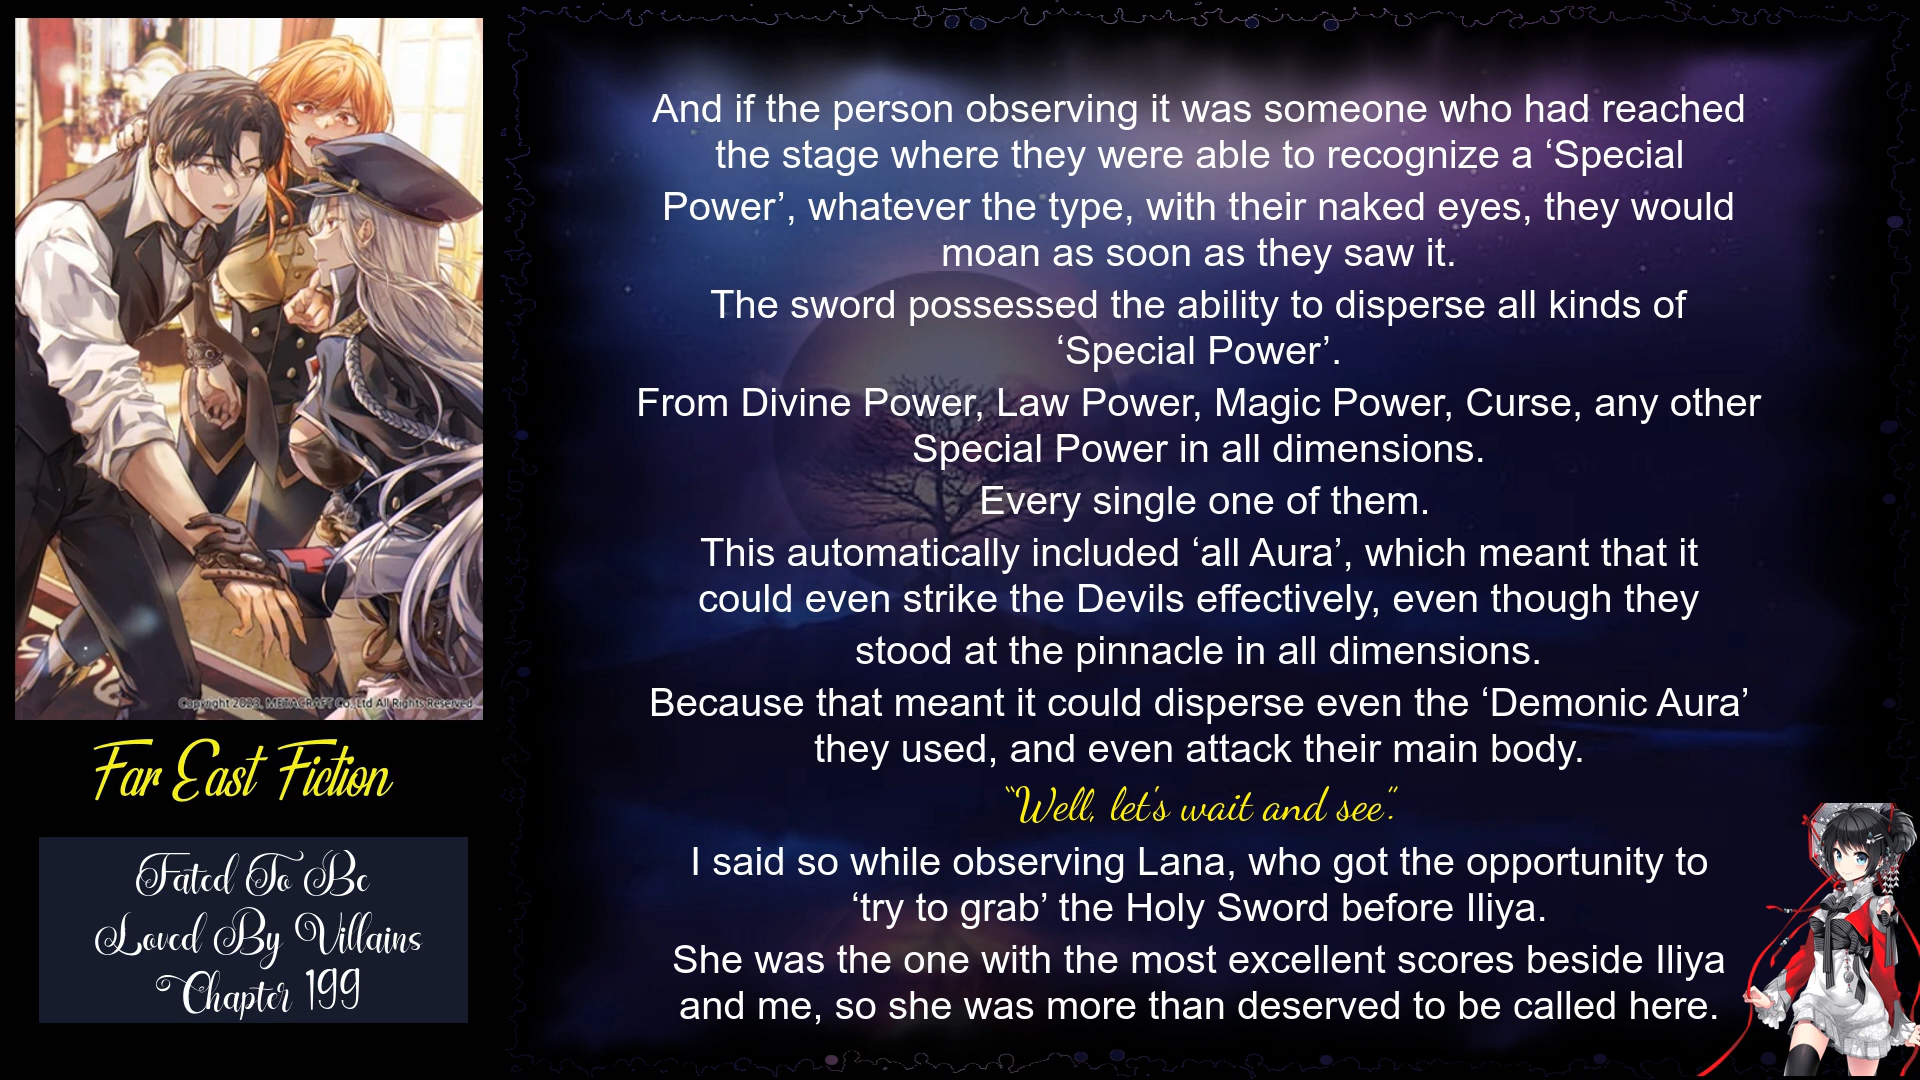 And if the person observing it was someone who had reached
the stage where they were able to recognize a ‘Special
Power’, whatever the type, with their naked eyes, they would
moan as soon as they saw it.
The sword possessed the ability to disperse all kinds of
‘Special Power’.
From Divine Power, Law Power, Magic Power, Curse, any other
Special Power in all dimensions.
Every single one of them.
This automatically included ‘all Aura’, which meant that it
could even strike the Devils effectively, even though they
stood at the pinnacle in all dimensions.
Because that meant it could disperse even the ‘Demonic Aura’
they used, and even attack their main body.
“Well, let's wait and see”.
I said so while observing Lana, who got the opportunity to
‘try to grab’ the Holy Sword before Iliya.
She was the one with the most excellent scores beside Iliya
and me, so she was more than deserved to be called here.
Copyright 2023. METACRAFT Co.,Ltd All Rights Reserved.
Far East Fiction
Fated To Be
Loved By Villains
Chapter 199